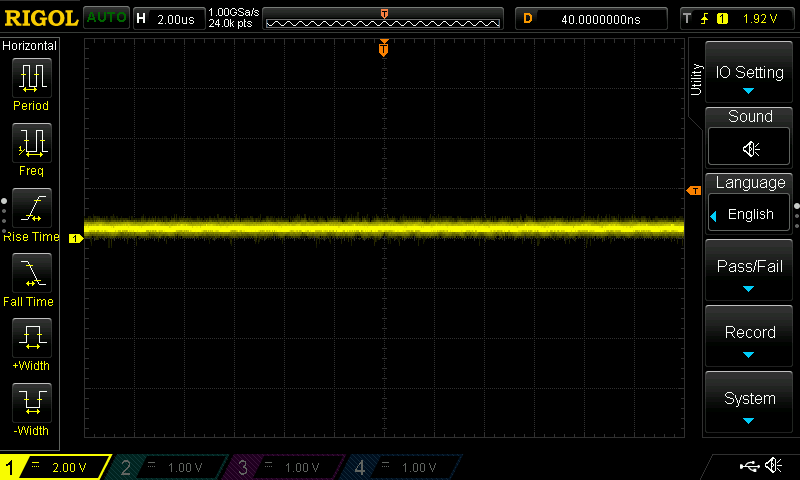 RIGOL AUTO H 2.00us 1.00GSa/s 24.0k pts T D 40.0000000ns T 1 1.92 V
Horizontal
T
Period
Freq
Rise Time
Fall Time
+Width
-Width
1
T
Utility
IO Setting
Sound
Language
English
Pass/Fail
Record
System
1 2.00 V 2 1.00 V 3 1.00 V 4 1.00 V